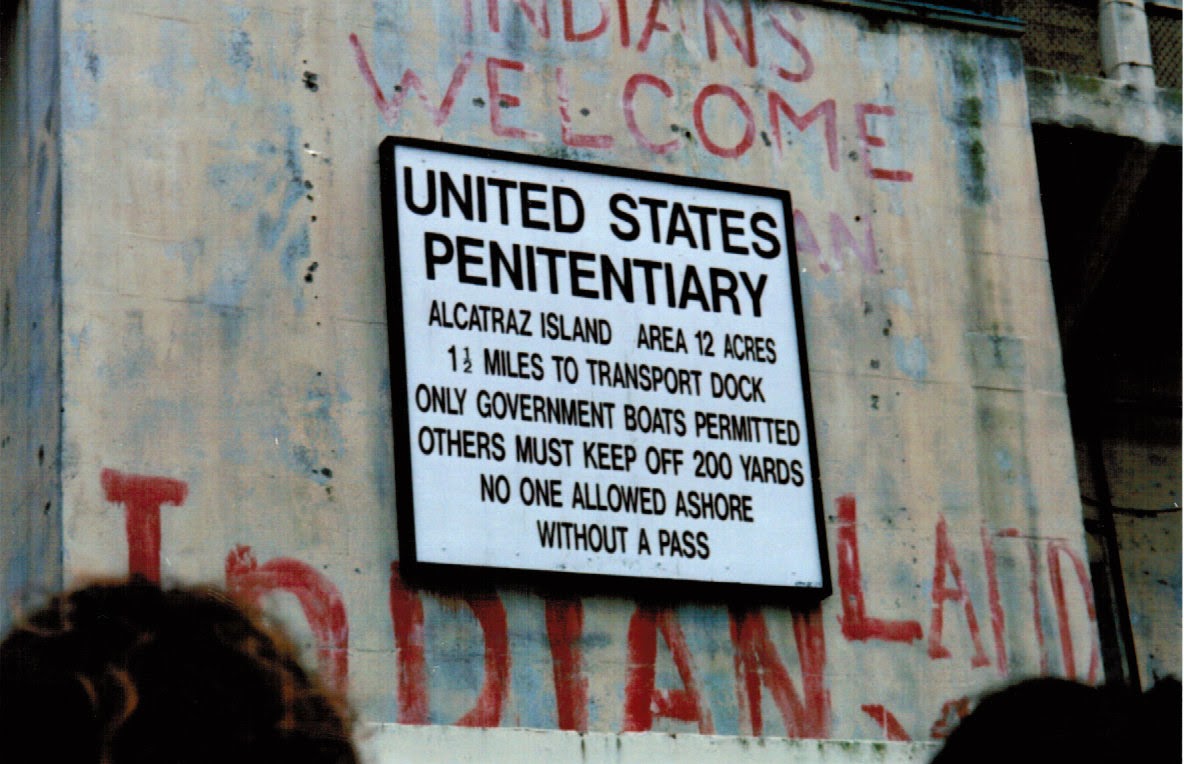 INDIANS
WELCOME
UNITED STATES
PENITENTIARY
ALCATRAZ ISLAND AREA 12 ACRES
1½ MILES TO TRANSPORT DOCK
ONLY GOVERNMENT BOATS PERMITTED
OTHERS MUST KEEP OFF 200 YARDS
NO ONE ALLOWED ASHORE
WITHOUT A PASS
INDIAN LAND